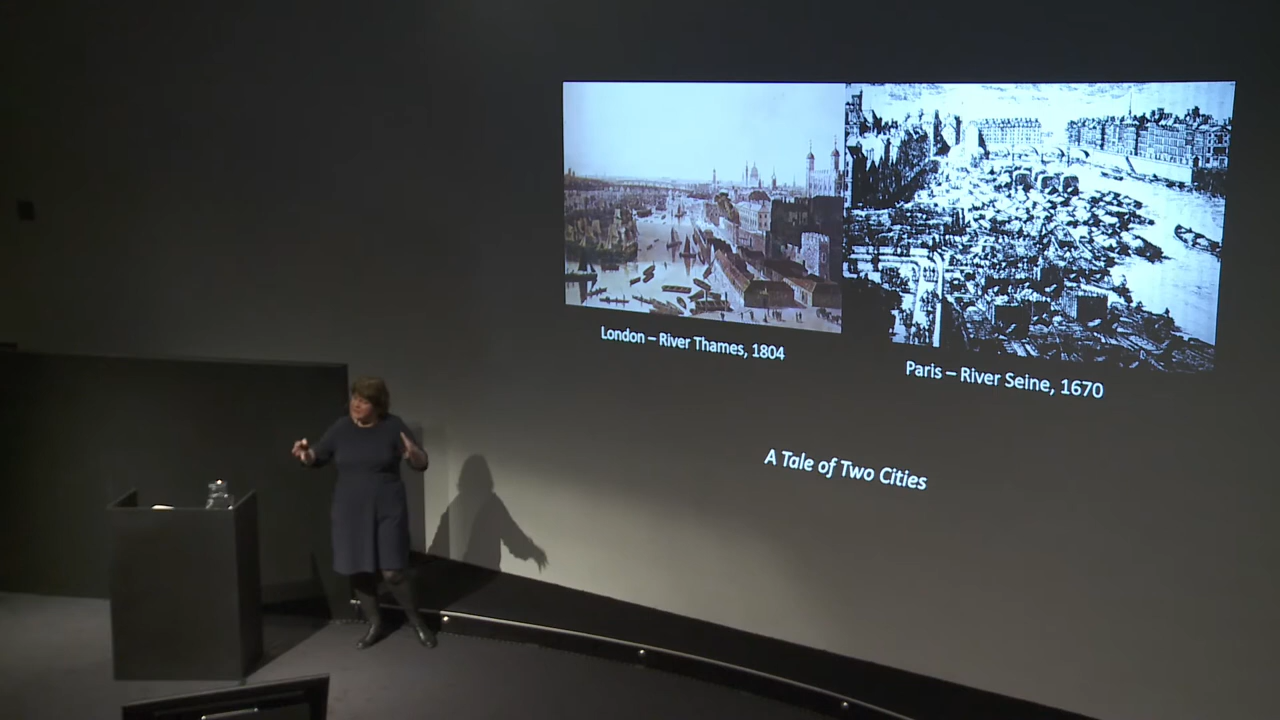 London – River Thames, 1804
Paris – River Seine, 1670
A Tale of Two Cities